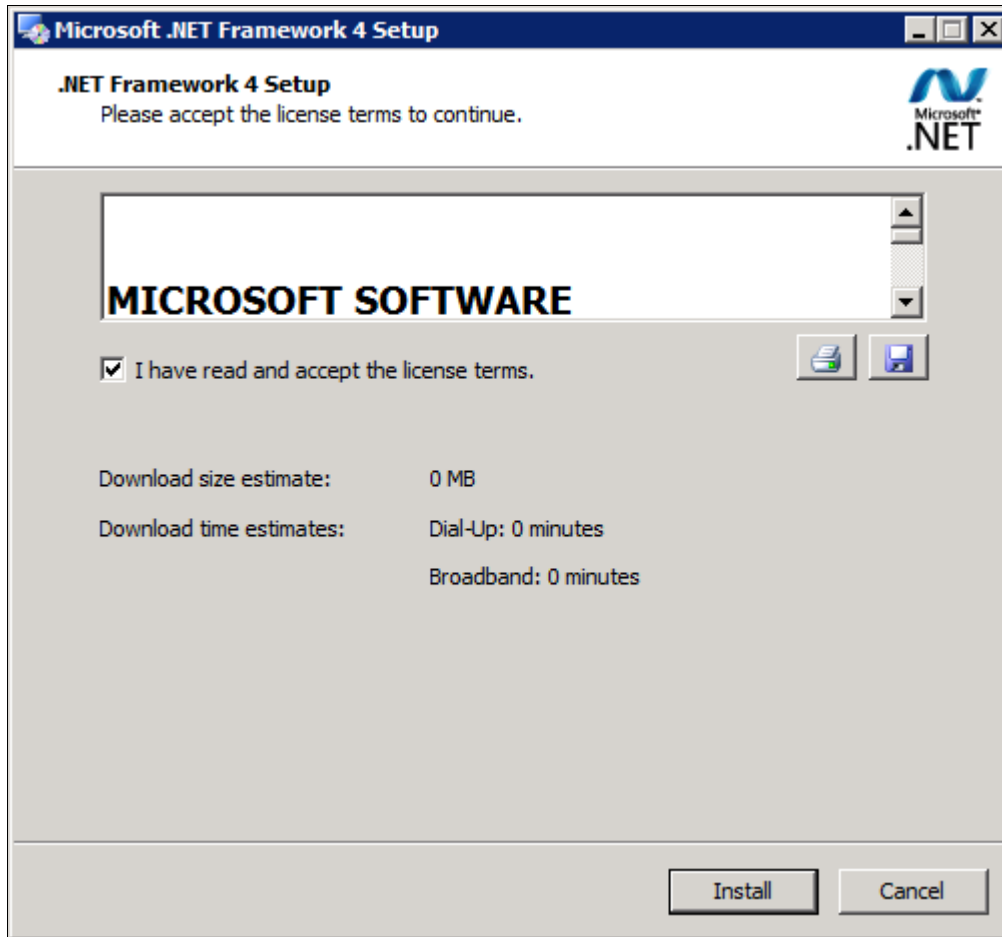 Microsoft .NET Framework 4 Setup
.NET Framework 4 Setup
Please accept the license terms to continue.
Microsoft®
.NET
MICROSOFT SOFTWARE
I have read and accept the license terms.
Download size estimate: 0 MB
Download time estimates: Dial-Up: 0 minutes
Broadband: 0 minutes
Install Cancel